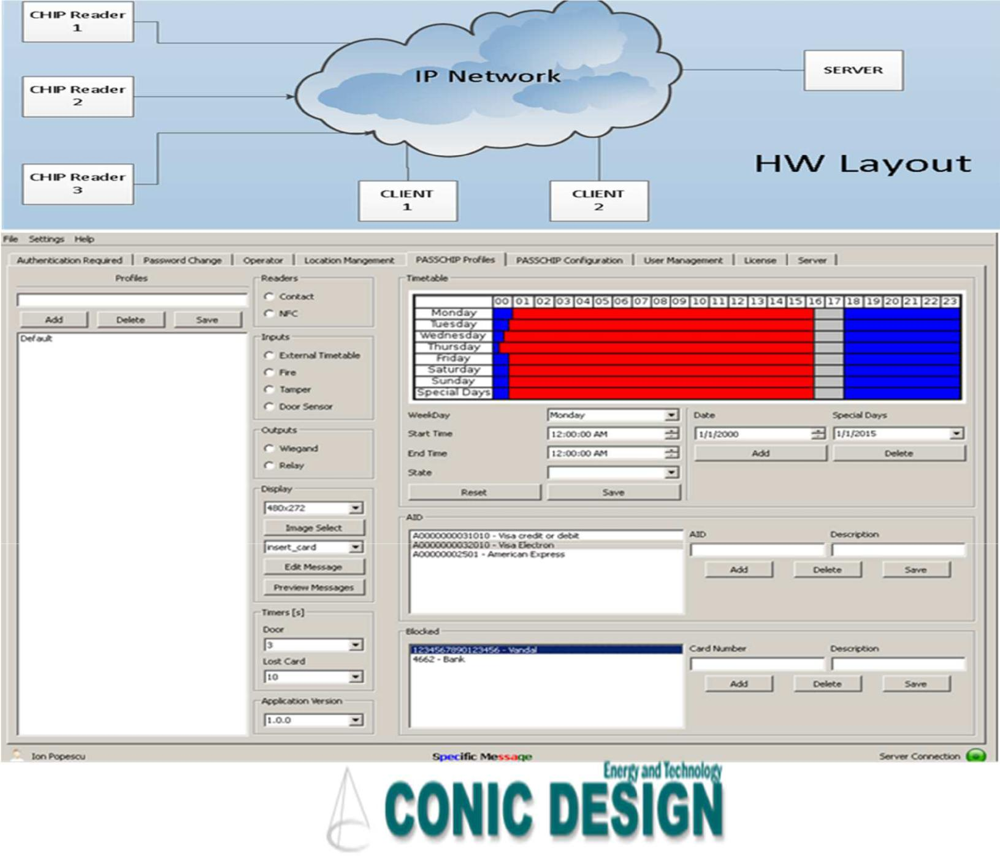 CHIP Reader
1
IP Network
SERVER
CHIP Reader
2
HW Layout
CHIP Reader
3
CLIENT
1
CLIENT
2
File Settings Help
Authentication Required Password Change Operator Location Mangement PASSCHIP Profiles PASSCHIP Configuration User Management License Server
Profiles
Add Delete Save
Default
Readers
Contact
NFC
Inputs
External Timetable
Fire
Tamper
Door Sensor
Outputs
Wiegand
Relay
Display
480x272
Image Select
insert_card
Edit Message
Preview Messages
Timers [s]
Door
3
Lost Card
10
Application Version
1.0.0
Timetable
00 01 02 03 04 05 06 07 08 09 10 11 12 13 14 15 16 17 18 19 20 21 22 23
Monday
Tuesday
Wednesday
Thursday
Friday
Saturday
Sunday
Special Days
WeekDay Monday
Start Time 12:00:00 AM
End Time 12:00:00 AM
State
Reset Save
Date Special Days
1/1/2000 1/1/2015
Add Delete
AID
A0000000031010 - Visa credit or debit
A0000000032010 - Visa Electron
A00000002501 - American Express
AID Description
Add Delete Save
Blocked
1234567890123456 - Vandal
4662 - Bank
Card Number Description
Add Delete Save
Ion Popescu Specific Message Server Connection
Energy and Technology
CONIC DESIGN